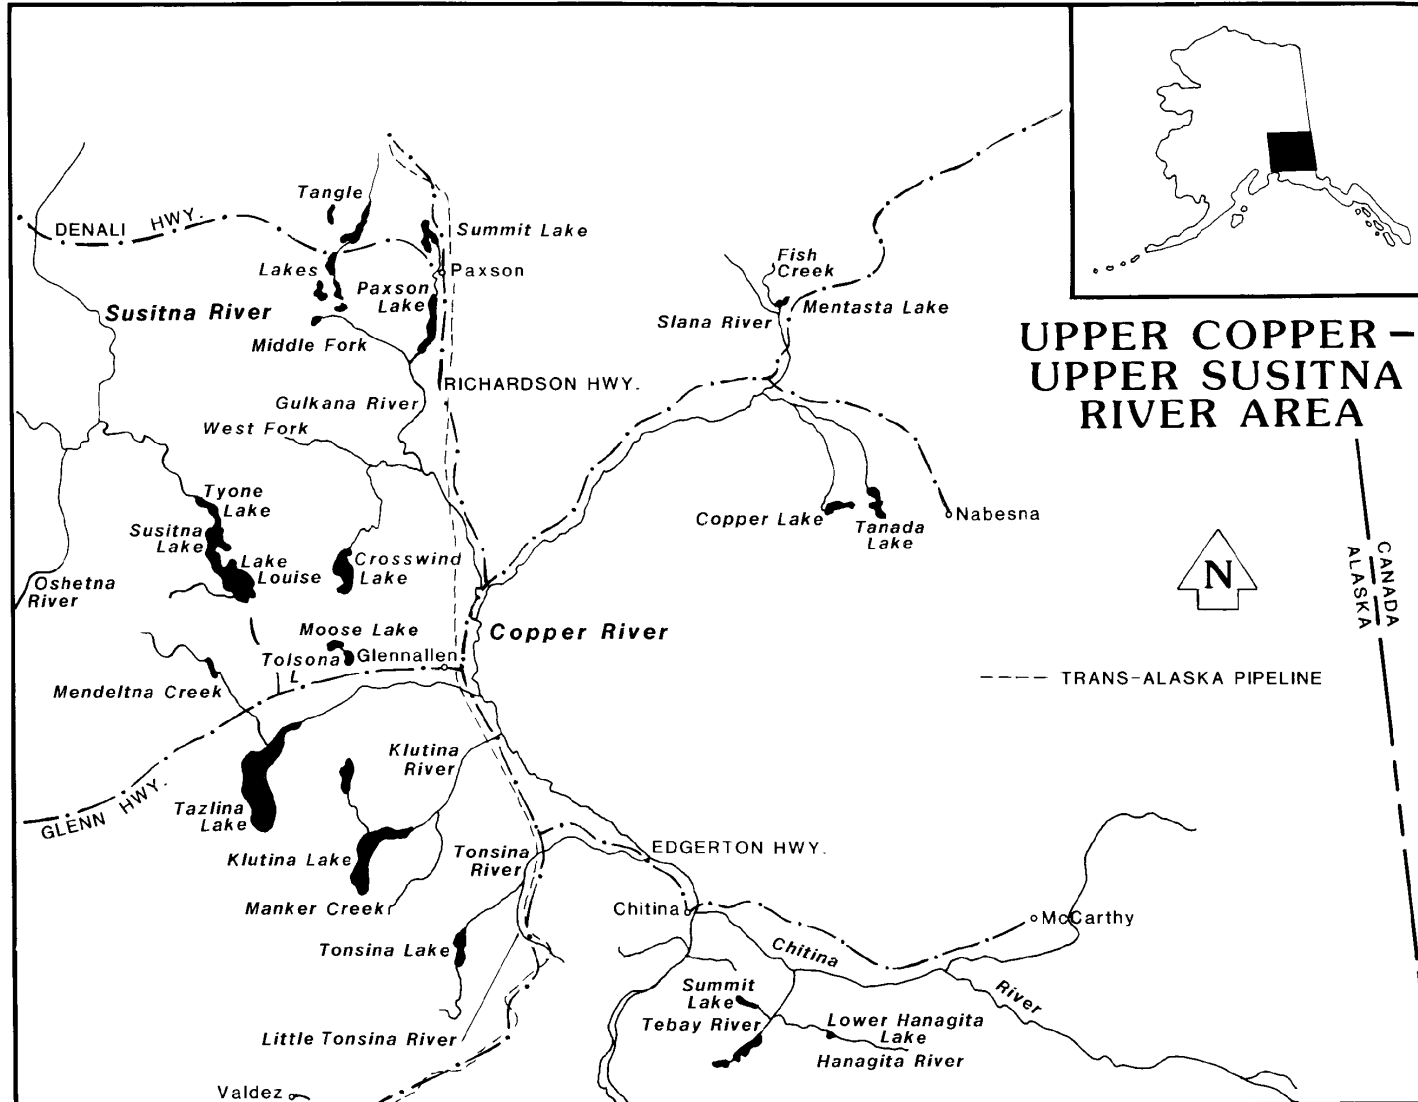 Tangle
DENALI HWY.
Summit Lake
Lakes
Paxson
Paxson
Lake
Susitna River
Middle Fork
RICHARDSON HWY.
Gulkana River
West Fork
Fish
Creek
Mentasta Lake
Slana River
UPPER COPPER –
UPPER SUSITNA
RIVER AREA
Tyone
Lake
Susitna
Lake
Lake
Louise
Crosswind
Lake
Copper Lake
Tanada
Lake
Nabesna
Oshetna
River
N
CANADA
ALASKA
Moose Lake
Copper River
Tolsona
L.
Glennallen
Mendeltna Creek
TRANS-ALASKA PIPELINE
Klutina
River
GLENN HWY.
Tazlina
Lake
Klutina Lake
Tonsina
River
EDGERTON HWY.
Manker Creek
Chitina
McCarthy
Tonsina Lake
Chitina River
Summit
Lake
Tebay River
Lower Hanagita
Lake
Hanagita River
Little Tonsina River
Valdez